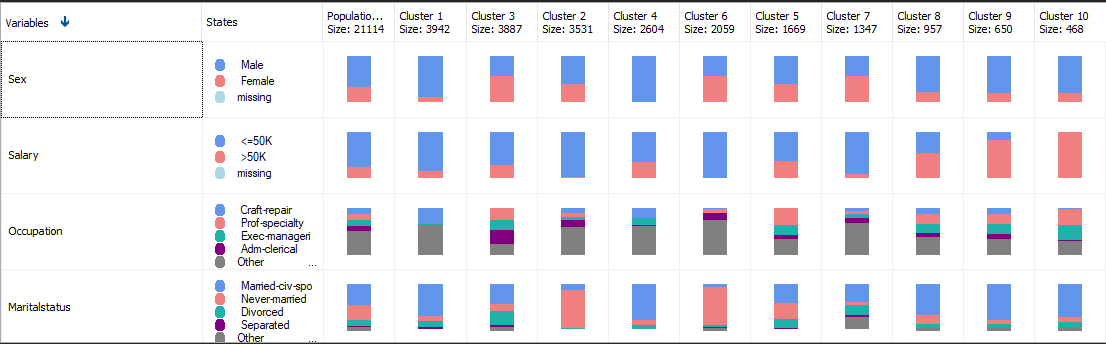 Variables States Populatio... Cluster 1 Cluster 3 Cluster 2 Cluster 4 Cluster 6 Cluster 5 Cluster 7 Cluster 8 Cluster 9 Cluster 10
Size: 21114 Size: 3942 Size: 3887 Size: 3531 Size: 2604 Size: 2059 Size: 1669 Size: 1347 Size: 957 Size: 650 Size: 468
Sex
Male
Female
missing
Salary
<=50K
>50K
missing
Occupation
Craft-repair
Prof-specialty
Exec-manageri
Adm-clerical
Other ...
Maritalstatus
Married-civ-spo
Never-married
Divorced
Separated
Other ...